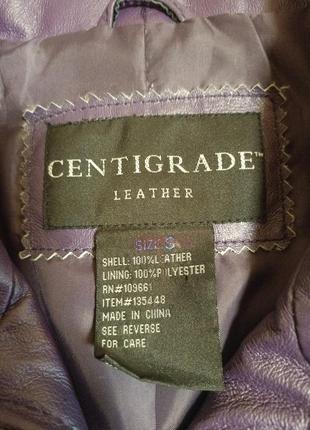 CENTIGRADE™
LEATHER
SIZE:S
SHELL: 100%LEATHER
LINING: 100%POLYESTER
RN#109661
ITEM#135448
MADE IN CHINA
SEE REVERSE
FOR CARE